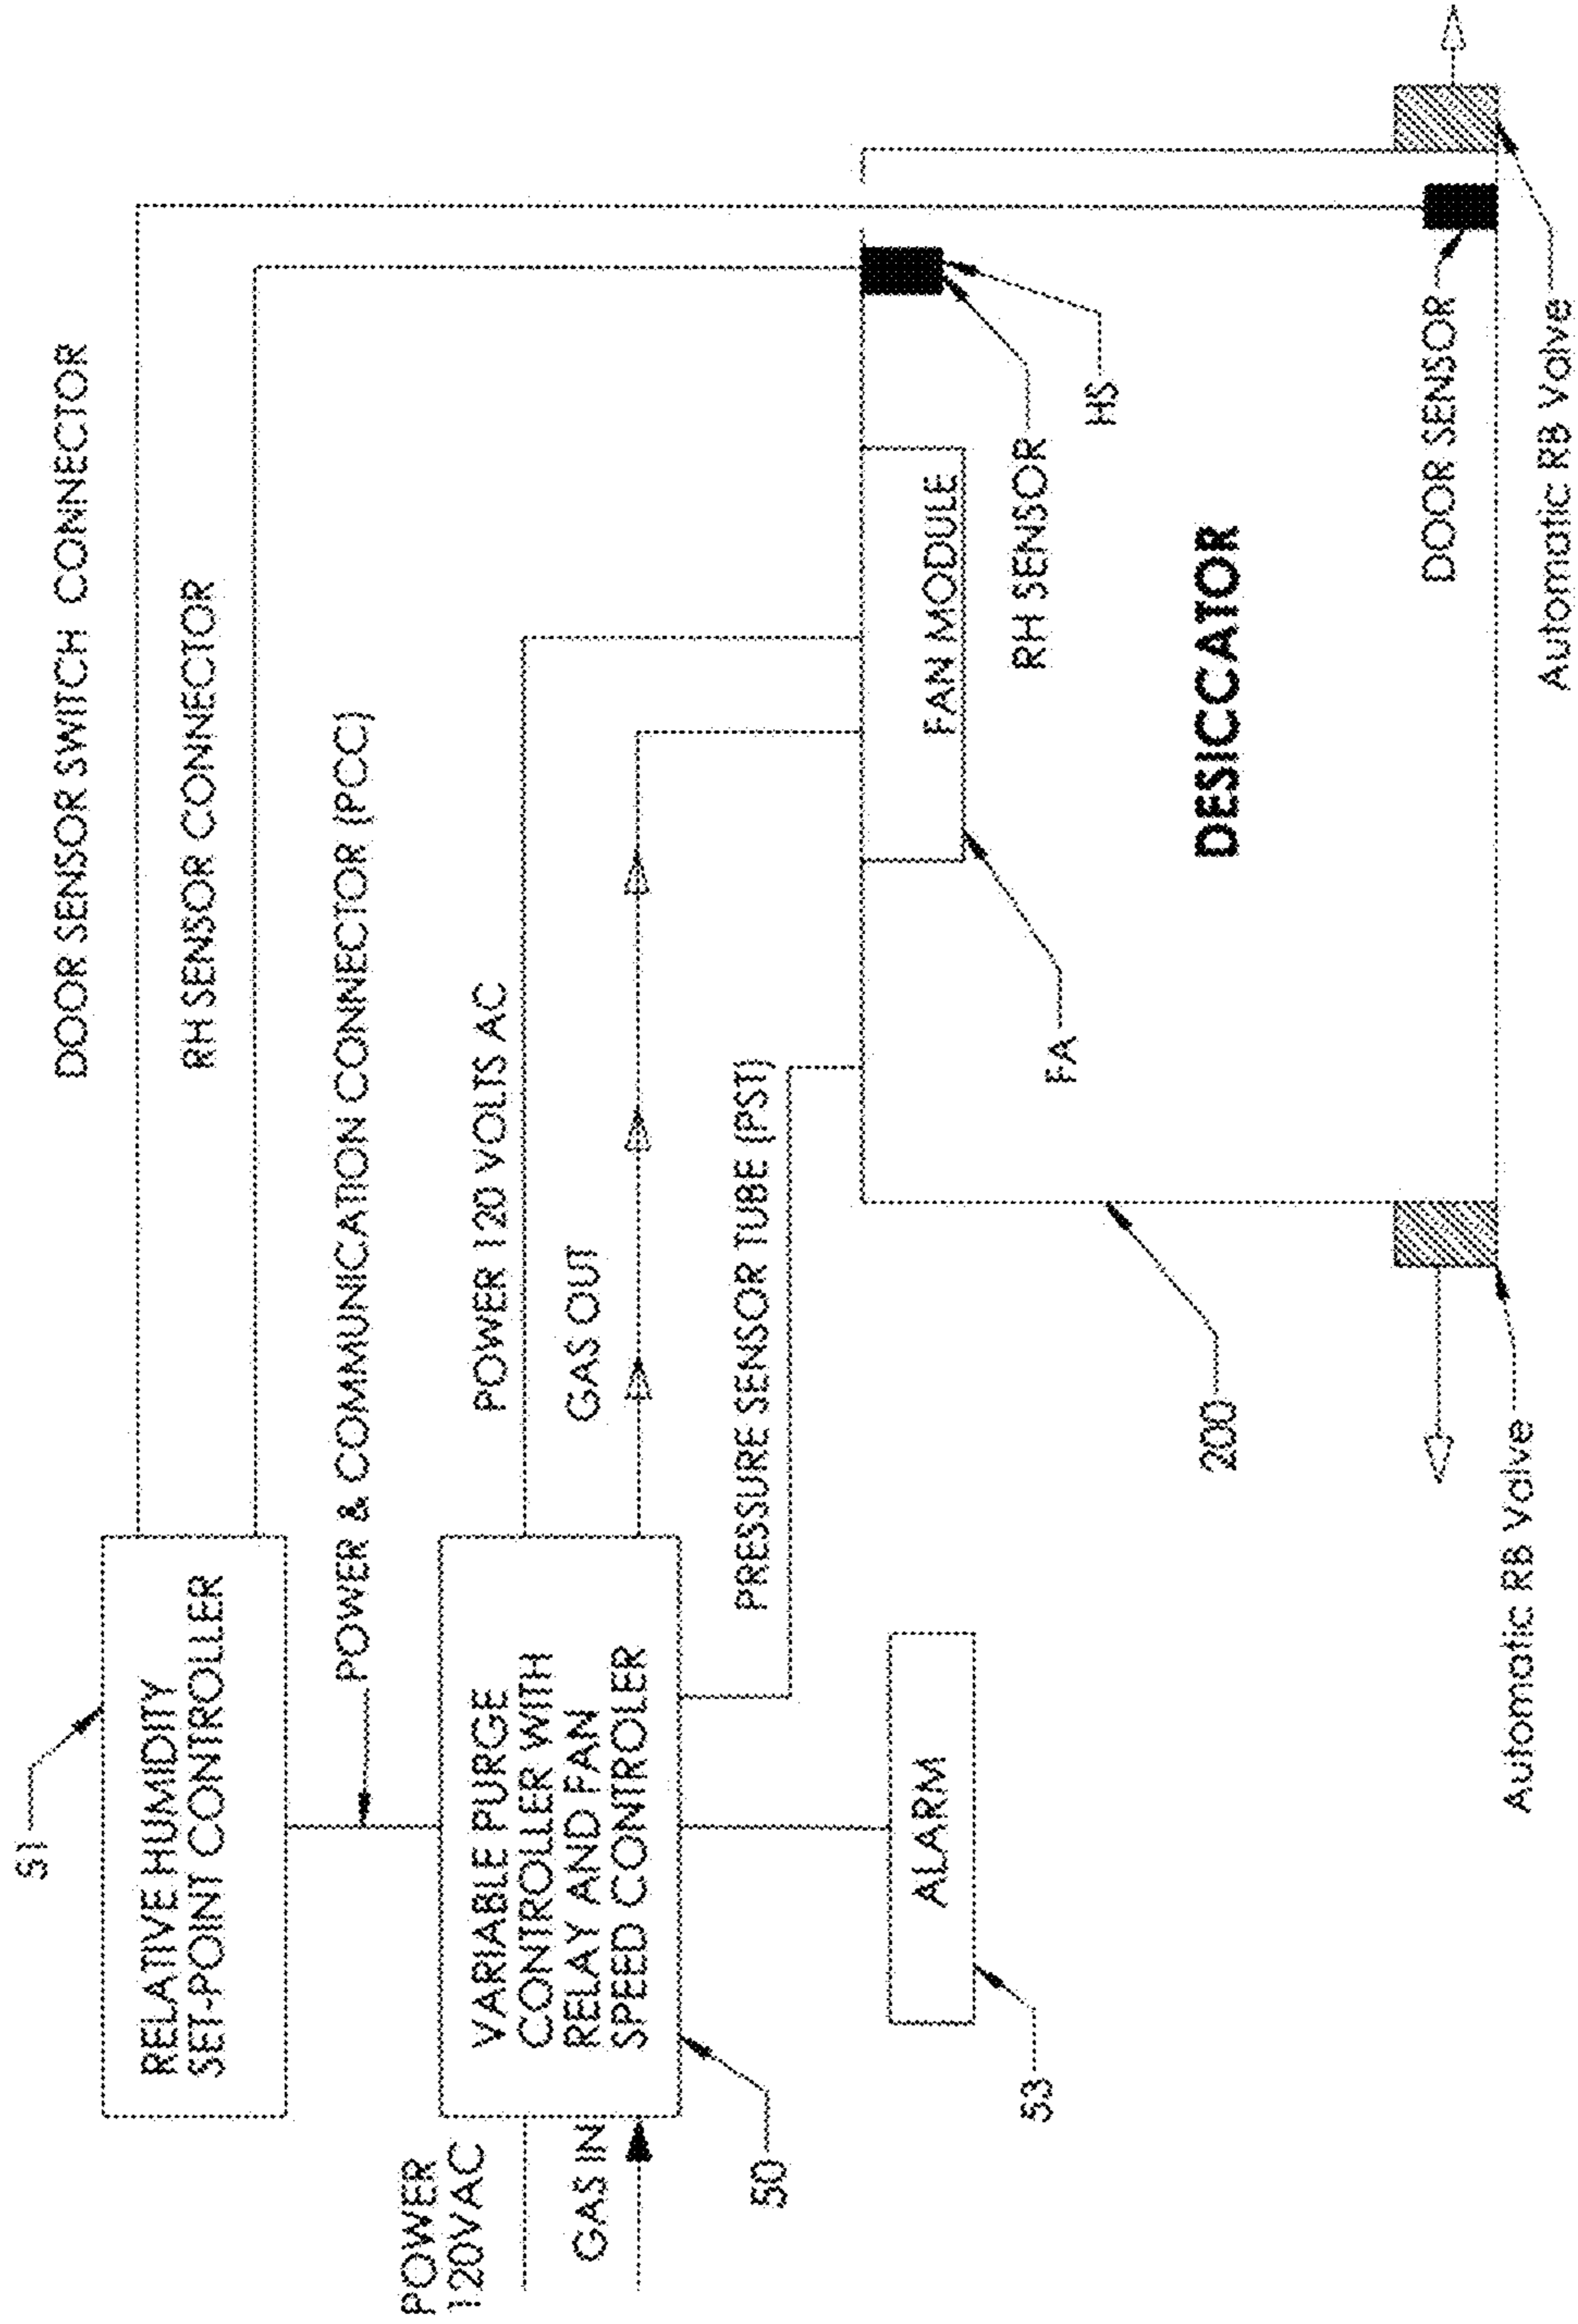 DOOR SENSOR SWITCH CONNECTOR
51
RELATIVE HUMIDITY
SET-POINT CONTROLLER
RH SENSOR CONNECTOR
POWER & COMMUNICATION CONNECTOR (PCC)
POWER
120VAC
GAS IN
VARIABLE PURGE
CONTROLLER WITH
RELAY AND FAN
SPEED CONTROLER
POWER 120 VOLTS AC
GAS OUT
PRESSURE SENSOR TUBE (PST)
50
ALARM
53
FAN MODULE
FA
RH SENSOR
HS
DESICCATOR
200
DOOR SENSOR
Automatic RB Valve
Automatic RB Valve